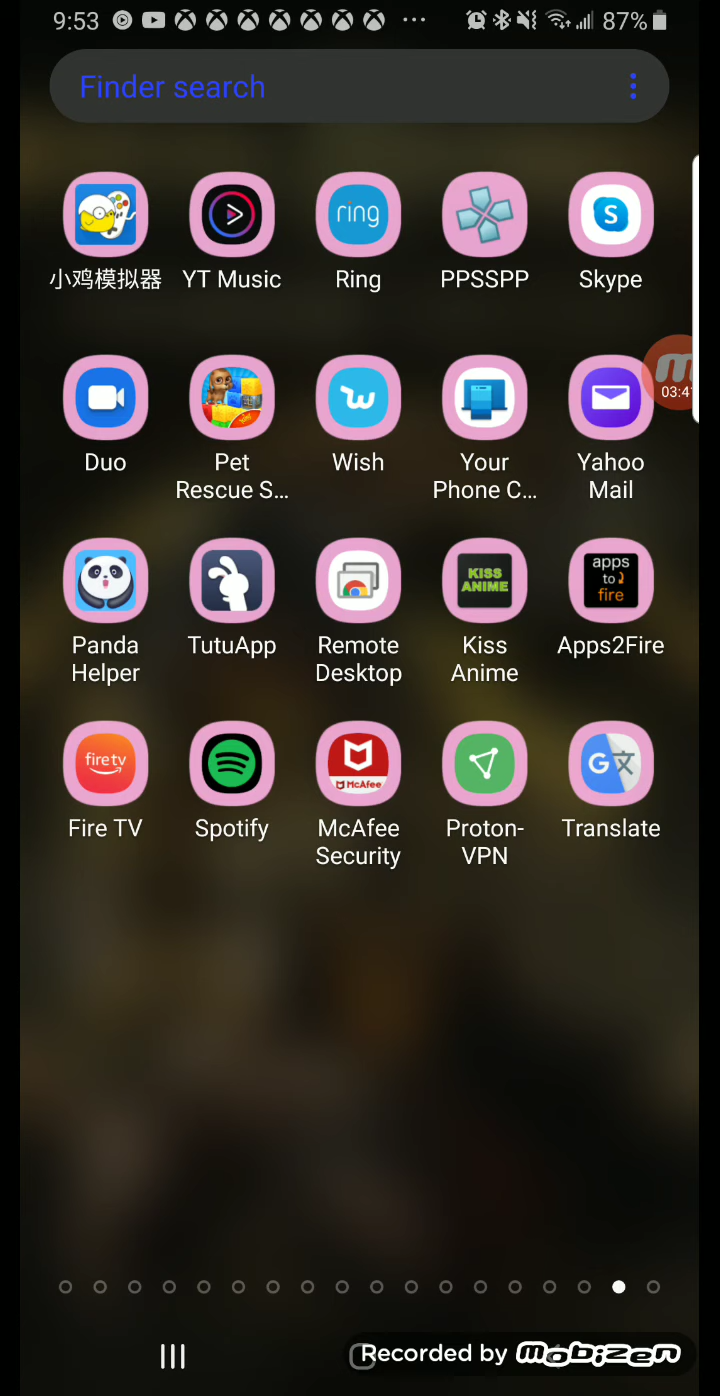 9:53
87%
Finder search
ring
S
小鸡模拟器 YT Music Ring PPSSPP Skype
03:4
Duo Pet Rescue S... Wish Your Phone C... Yahoo Mail
KISS ANIME
apps to fire
Panda Helper TutuApp Remote Desktop Kiss Anime Apps2Fire
fire tv
McAfee
G文
Fire TV Spotify McAfee Security Proton-VPN Translate
Recorded by mobizen